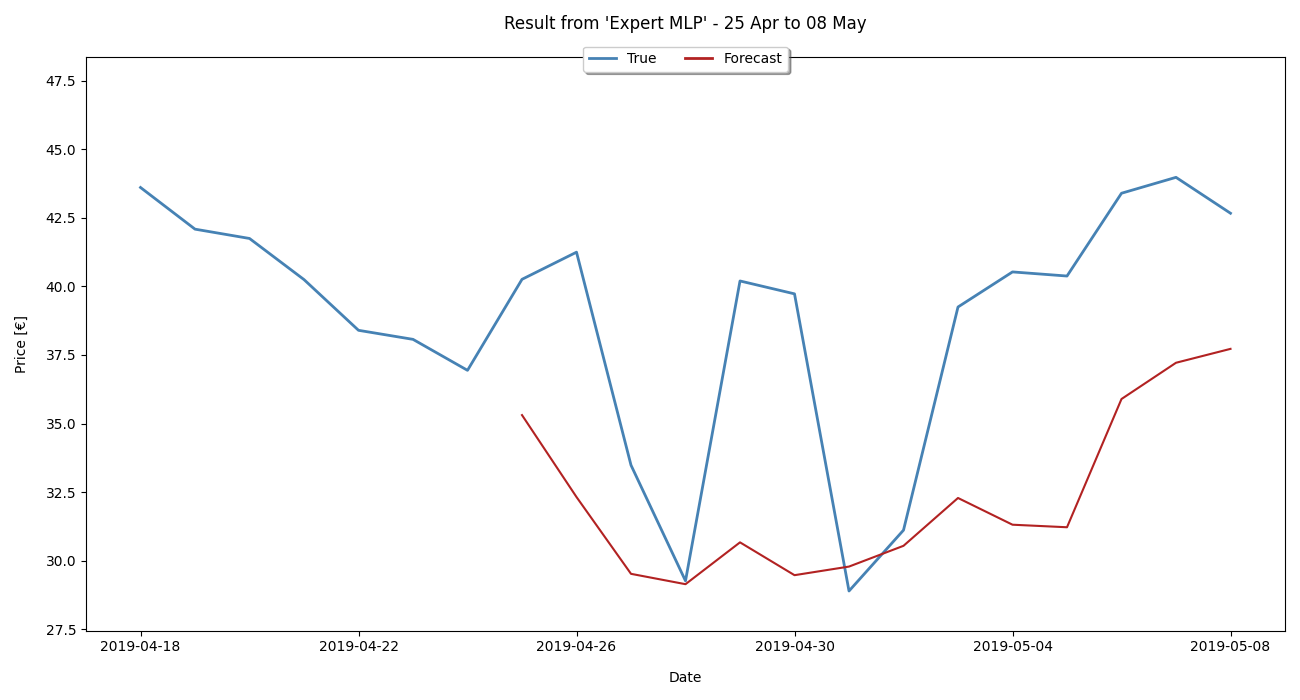 Result from 'Expert MLP' - 25 Apr to 08 May
True Forecast
47.5
45.0
42.5
40.0
37.5
35.0
32.5
30.0
27.5
Price [€]
2019-04-18 2019-04-22 2019-04-26 2019-04-30 2019-05-04 2019-05-08
Date